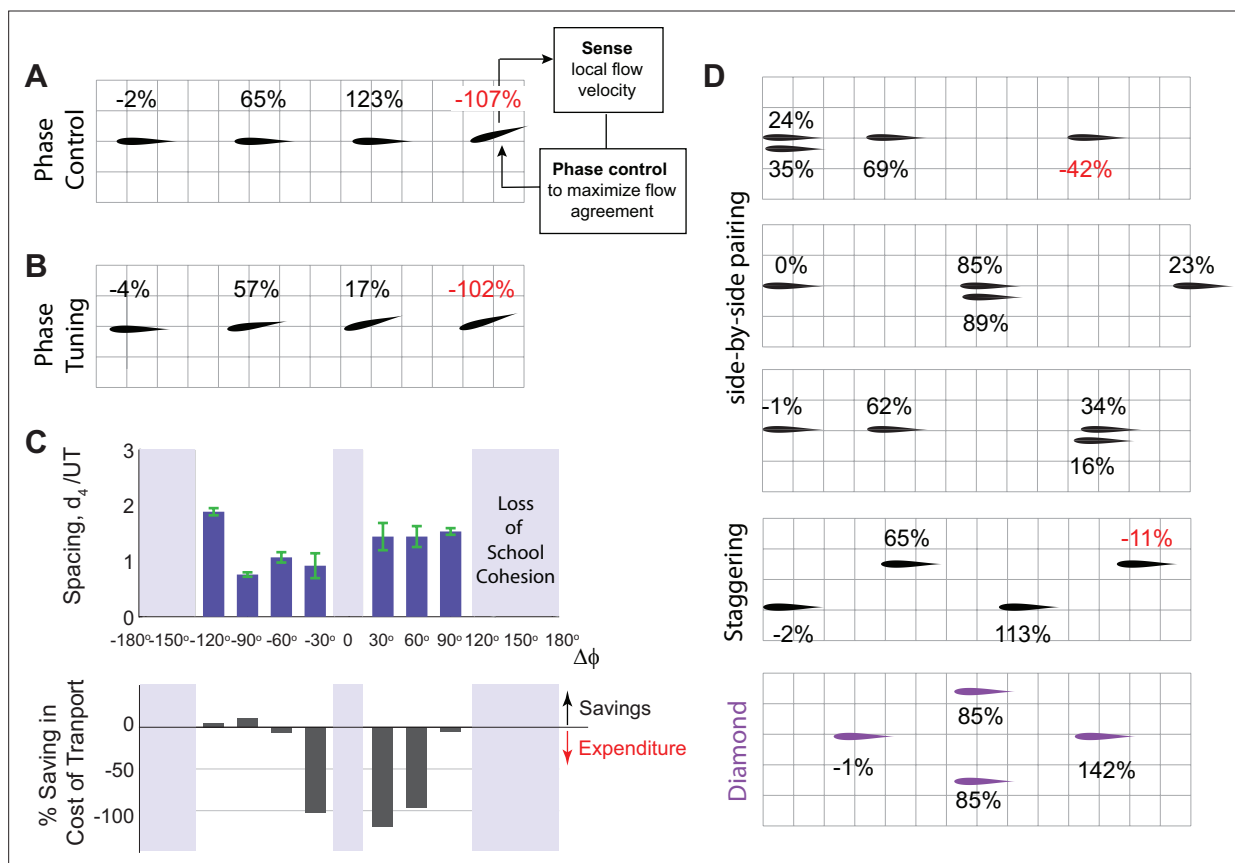 A
Phase
Control
-2%
65%
123%
-107%
Sense
local flow
velocity
Phase control
to maximize flow
agreement
B
Phase
Tuning
-4%
57%
17%
-102%
C
Spacing, d4 /UT
3
2
1
0
Loss
of
School
Cohesion
-180° -150° -120° -90° -60° -30° 0 30° 60° 90° 120° 150° 180°
Δϕ
% Saving in
Cost of Tranport
0
-50
-100
Savings
Expenditure
D
side-by-side pairing
24%
35%
69%
-42%
0%
85%
89%
23%
-1%
62%
34%
16%
Staggering
65%
-11%
-2%
113%
Diamond
85%
-1%
142%
85%